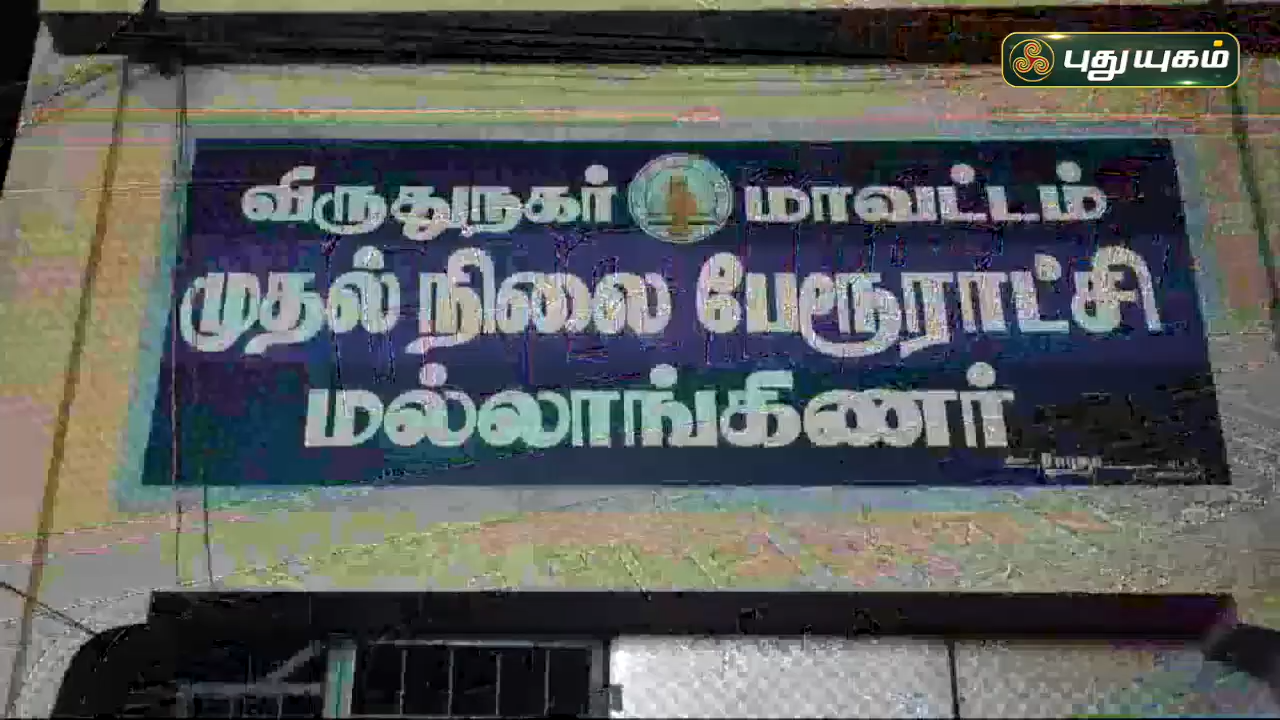 புதுயுகம்
விருதுநகர் மாவட்டம்
முதல் நிலை பேரூராட்சி
மல்லாங்கிணர்